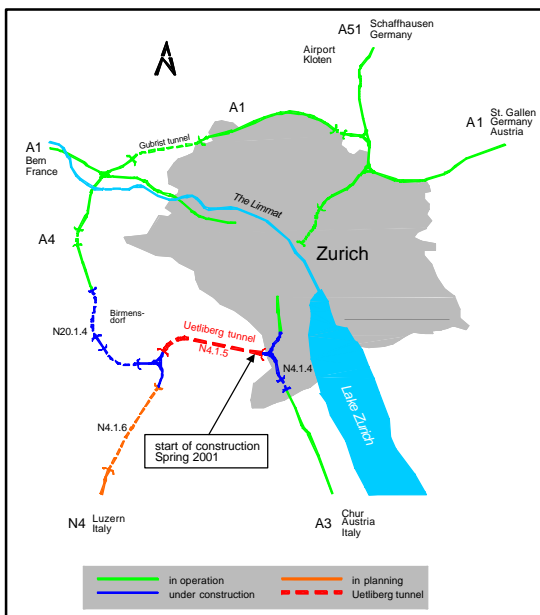 A51
Schaffhausen
Germany
Airport
Kloten
A1
St. Gallen
Germany
Austria
A1
A1
Bern
France
Gubrist tunnel
The Limmat
A4
Zurich
Birmens-
dorf
N20.1.4
Uetliberg tunnel
N4.1.5
N4.1.4
N4.1.6
Lake Zurich
start of construction
Spring 2001
N4
Luzern
Italy
A3
Chur
Austria
Italy
in operation
in planning
under construction
Uetliberg tunnel